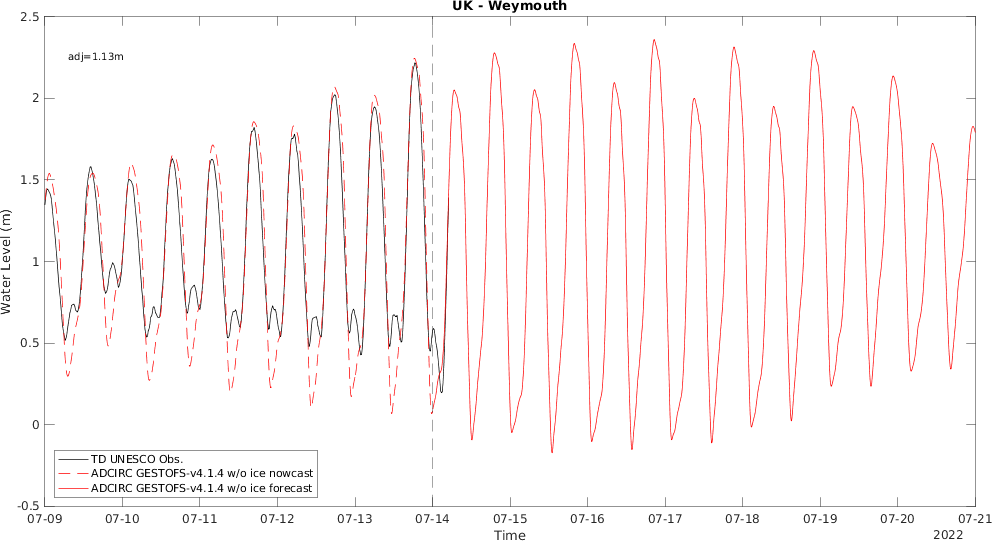 UK - Weymouth
2.5
adj=1.13m
2
1.5
1
Water Level (m)
0.5
0
TD UNESCO Obs.
ADCIRC GESTOFS-v4.1.4 w/o ice nowcast
ADCIRC GESTOFS-v4.1.4 w/o ice forecast
-0.5
07-09 07-10 07-11 07-12 07-13 07-14 07-15 07-16 07-17 07-18 07-19 07-20 07-21
Time
2022